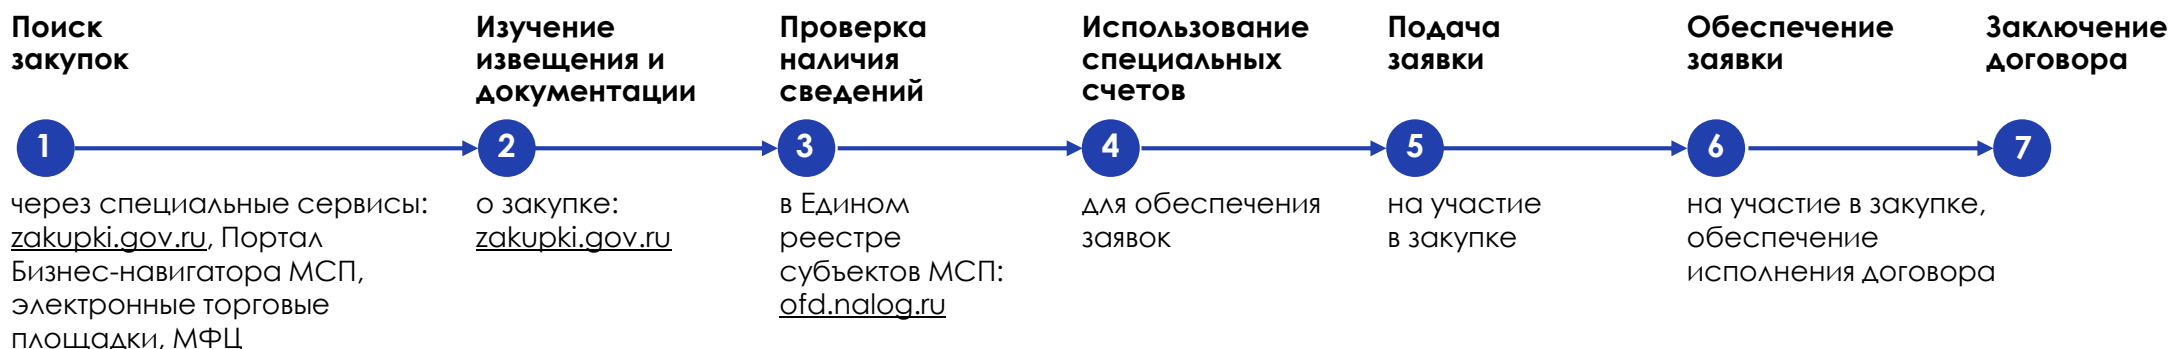 Поиск
закупок
Изучение
извещения и
документации
Проверка
наличия
сведений
Использование
специальных
счетов
Подача
заявки
Обеспечение
заявки
Заключение
договора
1
2
3
4
5
6
7
через специальные сервисы:
zakupki.gov.ru, Портал
Бизнес-навигатора МСП,
электронные торговые
площадки, МФЦ
о закупке:
zakupki.gov.ru
в Едином
реестре
субъектов МСП:
ofd.nalog.ru
для обеспечения
заявок
на участие
в закупке
на участие в закупке,
обеспечение
исполнения договора